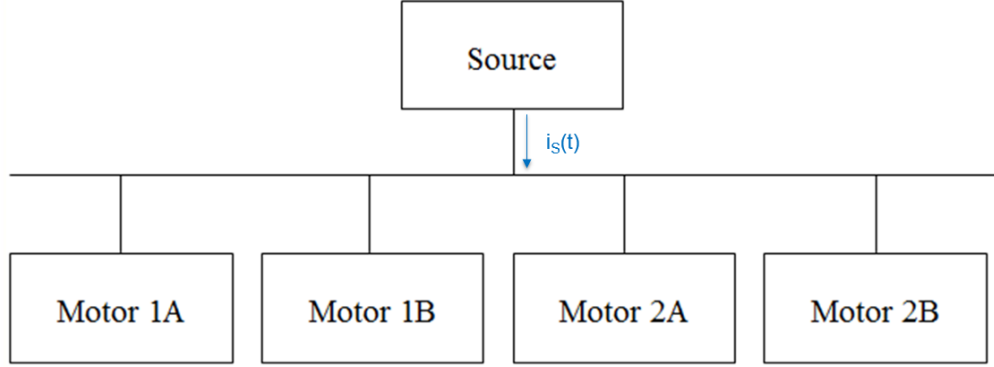 Source
iS(t)
Motor 1A
Motor 1B
Motor 2A
Motor 2B